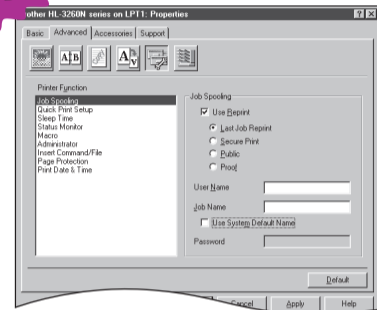 other HL-3260N series on LPT1: Properties
Basic Advanced Accessories Support
A B
A
Printer Function
Job Spooling
Quick Print Setup
Sleep Time
Status Monitor
Macro
Administrator
Insert Command/File
Page Protection
Print Date & Time
Job Spooling
Use Reprint
Last Job Reprint
Secure Print
Public
Proof
User Name
Job Name
Use System Default Name
Password
Default
Cancel Apply Help